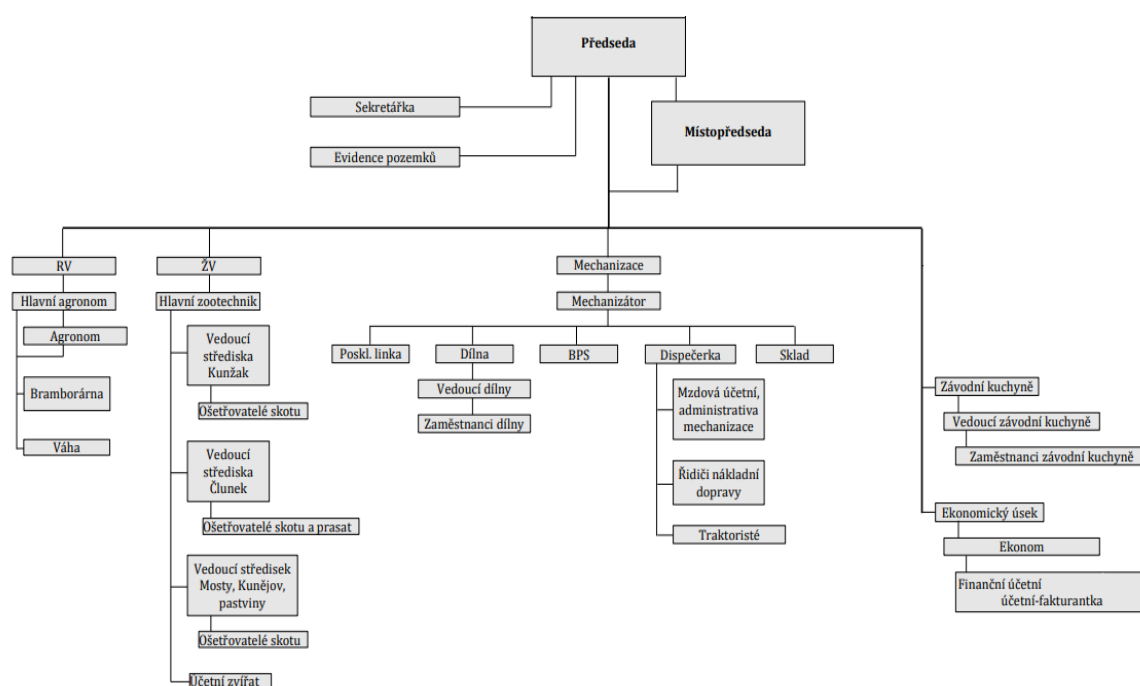 Předseda
Sekretářka
Místopředseda
Evidence pozemků
RV
ŽV
Mechanizace
Hlavní agronom
Hlavní zootechnik
Mechanizátor
Agronom
Vedoucí
střediska
Kunžak
Poskl. linka
Dílna
BPS
Dispečerka
Sklad
Bramborárna
Ošetřovatelé skotu
Vedoucí dílny
Zaměstnanci dílny
Mzdová účetní,
administrativa
mechanizace
Závodní kuchyně
Vedoucí závodní kuchyně
Zaměstnanci závodní kuchyně
Váha
Vedoucí
střediska
Člunek
Řidiči nákladní
dopravy
Ošetřovatelé skotu a prasat
Traktoristé
Ekonomický úsek
Ekonom
Vedoucí středisek
Mosty, Kunějov,
pastviny
Finanční účetní
účetní-fakturantka
Ošetřovatelé skotu
Účetní zvířat